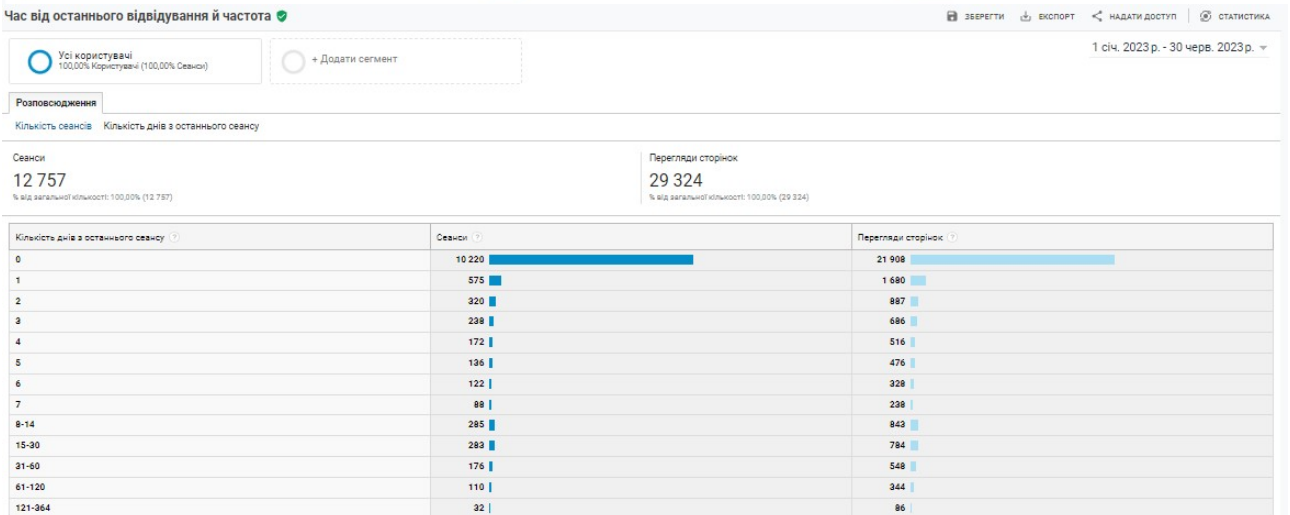 Час від останнього відвідування й частота
ЗБЕРЕГТИ ЕКСПОРТ НАДАТИ ДОСТУП СТАТИСТИКА
Усі користувачі
100,00% Користувачі (100,00% Сеанси)
+ Додати сегмент
1 січ. 2023 р. - 30 черв. 2023 р.
Розповсюдження
Кількість сеансів Кількість днів з останнього сеансу
Сеанси
12 757
% від загальної кількості: 100,00% (12 757)
Перегляди сторінок
29 324
% від загальної кількості: 100,00% (29 324)
Кількість днів з останнього сеансу ? Сеанси ? Перегляди сторінок ?
0 10 220 21 908
1 575 1 680
2 320 887
3 238 686
4 172 516
5 136 476
6 122 328
7 88 238
8-14 285 843
15-30 283 784
31-60 176 548
61-120 110 344
121-364 32 86